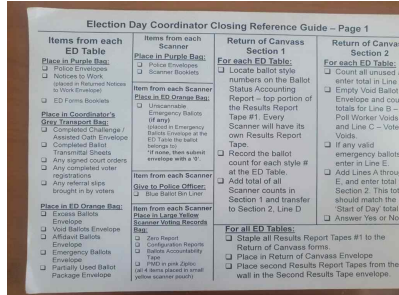 Election Day Coordinator Closing Reference Guide – Page 1
Items from each
ED Table
Place in Purple Bag:
☐ Police Envelopes
☐ Notices to Work
(placed in Returned Notices
to Work Envelope)
☐ ED Forms Booklets
Place in Coordinator's
Grey Transport Bag:
☐ Completed Challenge /
Assisted Oath Envelope
☐ Completed Ballot
Transmittal Sheets
☐ Any signed court orders
☐ Any completed voter
registrations
☐ Any referral slips
brought in by voters
Place in ED Orange Bag:
☐ Excess Ballots
Envelope
☐ Void Ballots Envelope
☐ Affidavit Ballots
Envelope
☐ Emergency Ballots
Envelope
☐ Partially Used Ballot
Package Envelope
Items from each
Scanner
Place in Purple Bag:
☐ Police Envelopes
☐ Scanner Booklets
Item from each Scanner
Place in ED Orange Bag:
☐ Unscannable
Emergency Ballots
(if any)
(placed in Emergency
Ballots Envelope at the
ED Table the ballot
belongs to)
*If none, then submit
envelope with a '0'.
Item from each Scanner
Give to Police Officer:
☐ Blue Ballot Bin Liner
Item from each Scanner
Place in Large Yellow
Scanner Voting Records
Bag:
☐ Zero Report
☐ Configuration Reports
☐ Ballots Accountability
Tape
☐ PMD in pink Ziploc
(all 4 items placed in small
yellow scanner pouch)
Return of Canvass
Section 1
For each ED Table:
☐ Locate ballot style
numbers on the Ballot
Status Accounting
Report – top portion of
the Results Report
Tape #1. Every
Scanner will have its
own Results Report
Tape.
☐ Record the ballot
count for each style #
at the ED Table.
☐ Add total of all
Scanner counts in
Section 1 and transfer
to Section 2, Line D
Return of Canvas
Section 2
For each ED Table:
☐ Count all unused
enter total in Line
☐ Empty Void Ballot
Envelope and cou
totals for Line B –
Poll Worker Voids
and Line C – Vote
Voids.
☐ If any valid
emergency ballots
enter in Line E.
☐ Add Lines A throu
E, and enter total
Section 2. This tot
should match the
'Start of Day' total
☐ Answer Yes or No
For all ED Tables:
☐ Staple all Results Report Tapes #1 to the
Return of Canvass forms.
☐ Place in Return of Canvass Envelope
☐ Place second Results Report Tapes from the
wall in the Second Results Tape envelope.